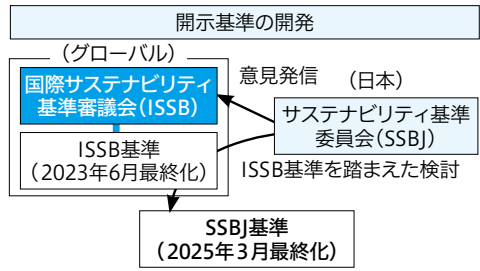 開示基準の開発
（グローバル）
国際サステナビリティ
基準審議会（ISSB）
ISSB基準
（2023年6月最終化）
意見発信
（日本）
サステナビリティ基準
委員会（SSBJ）
ISSB基準を踏まえた検討
SSBJ基準
（2025年３月最終化）